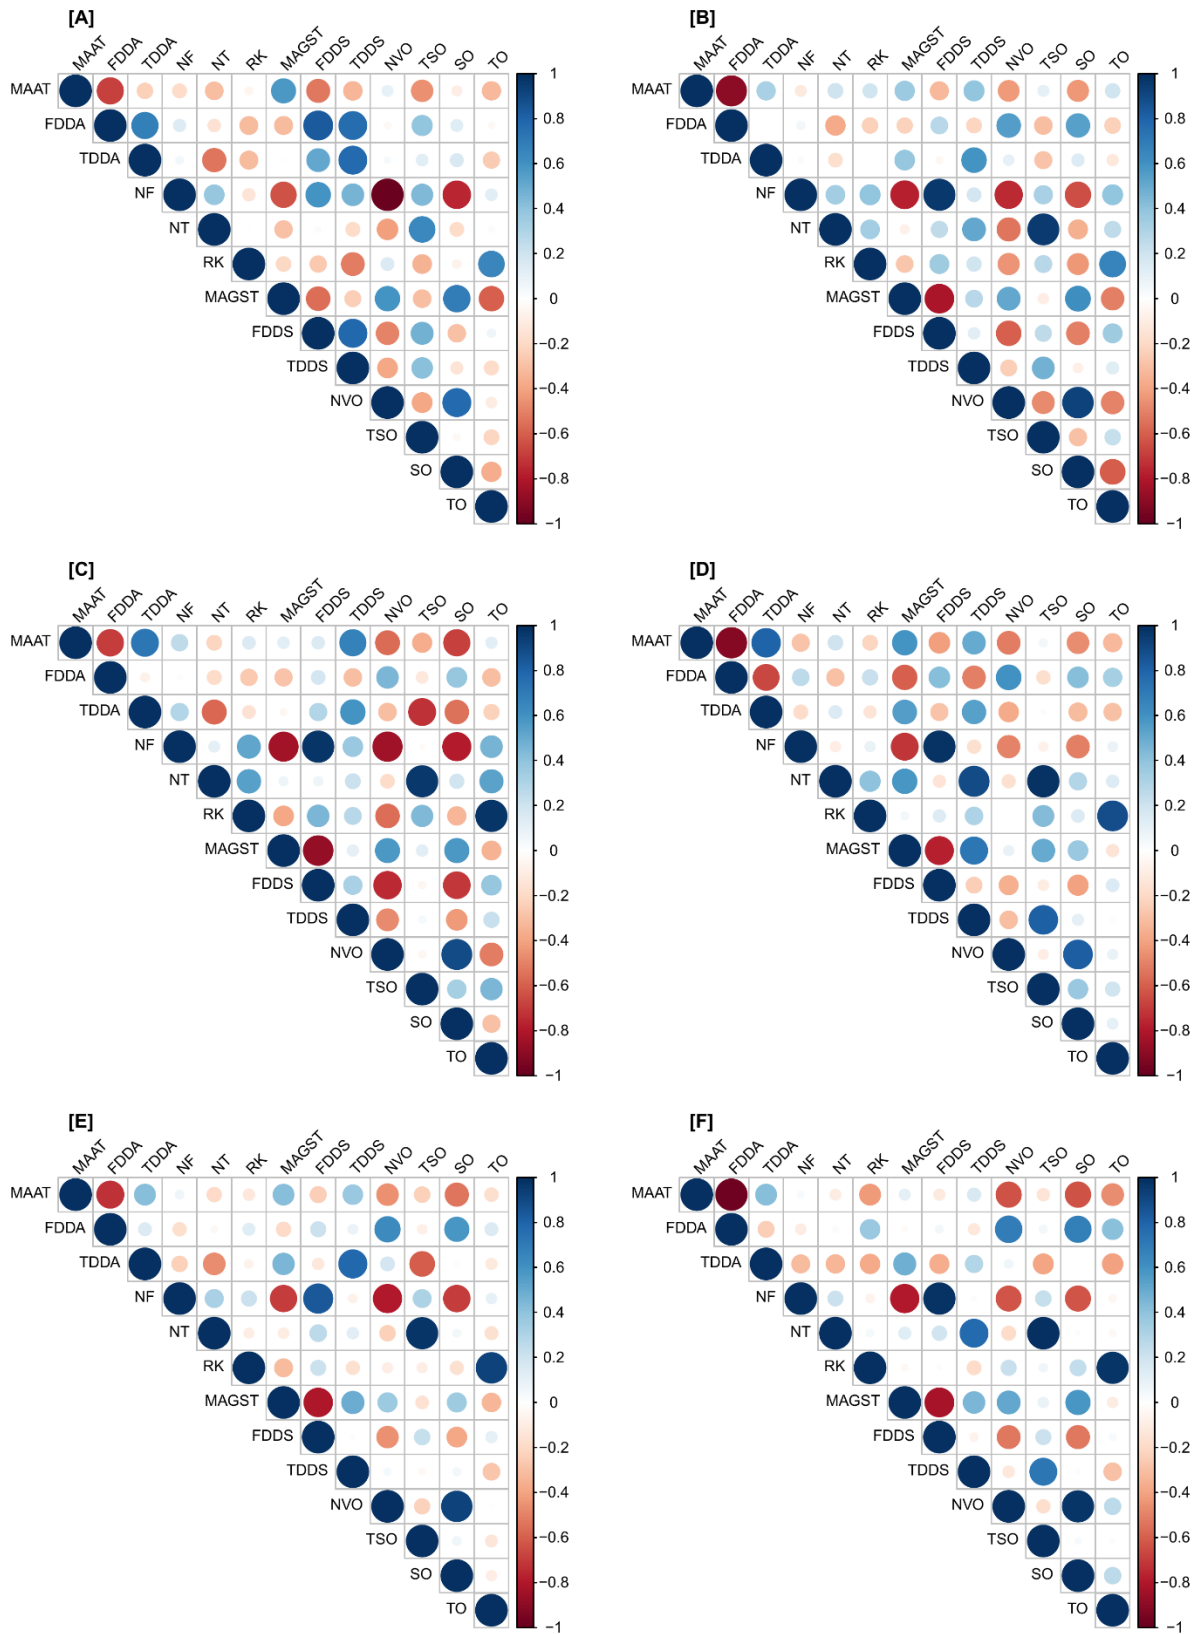 [A]
MAAT FDDA TDDA NF NT RK MAGST FDDS TDDS NVO TSO SO TO
MAAT
FDDA
TDDA
NF
NT
RK
MAGST
FDDS
TDDS
NVO
TSO
SO
TO
1
0.8
0.6
0.4
0.2
0
−0.2
−0.4
−0.6
−0.8
−1
[B]
MAAT FDDA TDDA NF NT RK MAGST FDDS TDDS NVO TSO SO TO
MAAT
FDDA
TDDA
NF
NT
RK
MAGST
FDDS
TDDS
NVO
TSO
SO
TO
1
0.8
0.6
0.4
0.2
0
−0.2
−0.4
−0.6
−0.8
−1
[C]
MAAT FDDA TDDA NF NT RK MAGST FDDS TDDS NVO TSO SO TO
MAAT
FDDA
TDDA
NF
NT
RK
MAGST
FDDS
TDDS
NVO
TSO
SO
TO
1
0.8
0.6
0.4
0.2
0
−0.2
−0.4
−0.6
−0.8
−1
[D]
MAAT FDDA TDDA NF NT RK MAGST FDDS TDDS NVO TSO SO TO
MAAT
FDDA
TDDA
NF
NT
RK
MAGST
FDDS
TDDS
NVO
TSO
SO
TO
1
0.8
0.6
0.4
0.2
0
−0.2
−0.4
−0.6
−0.8
−1
[E]
MAAT FDDA TDDA NF NT RK MAGST FDDS TDDS NVO TSO SO TO
MAAT
FDDA
TDDA
NF
NT
RK
MAGST
FDDS
TDDS
NVO
TSO
SO
TO
1
0.8
0.6
0.4
0.2
0
−0.2
−0.4
−0.6
−0.8
−1
[F]
MAAT FDDA TDDA NF NT RK MAGST FDDS TDDS NVO TSO SO TO
MAAT
FDDA
TDDA
NF
NT
RK
MAGST
FDDS
TDDS
NVO
TSO
SO
TO
1
0.8
0.6
0.4
0.2
0
−0.2
−0.4
−0.6
−0.8
−1